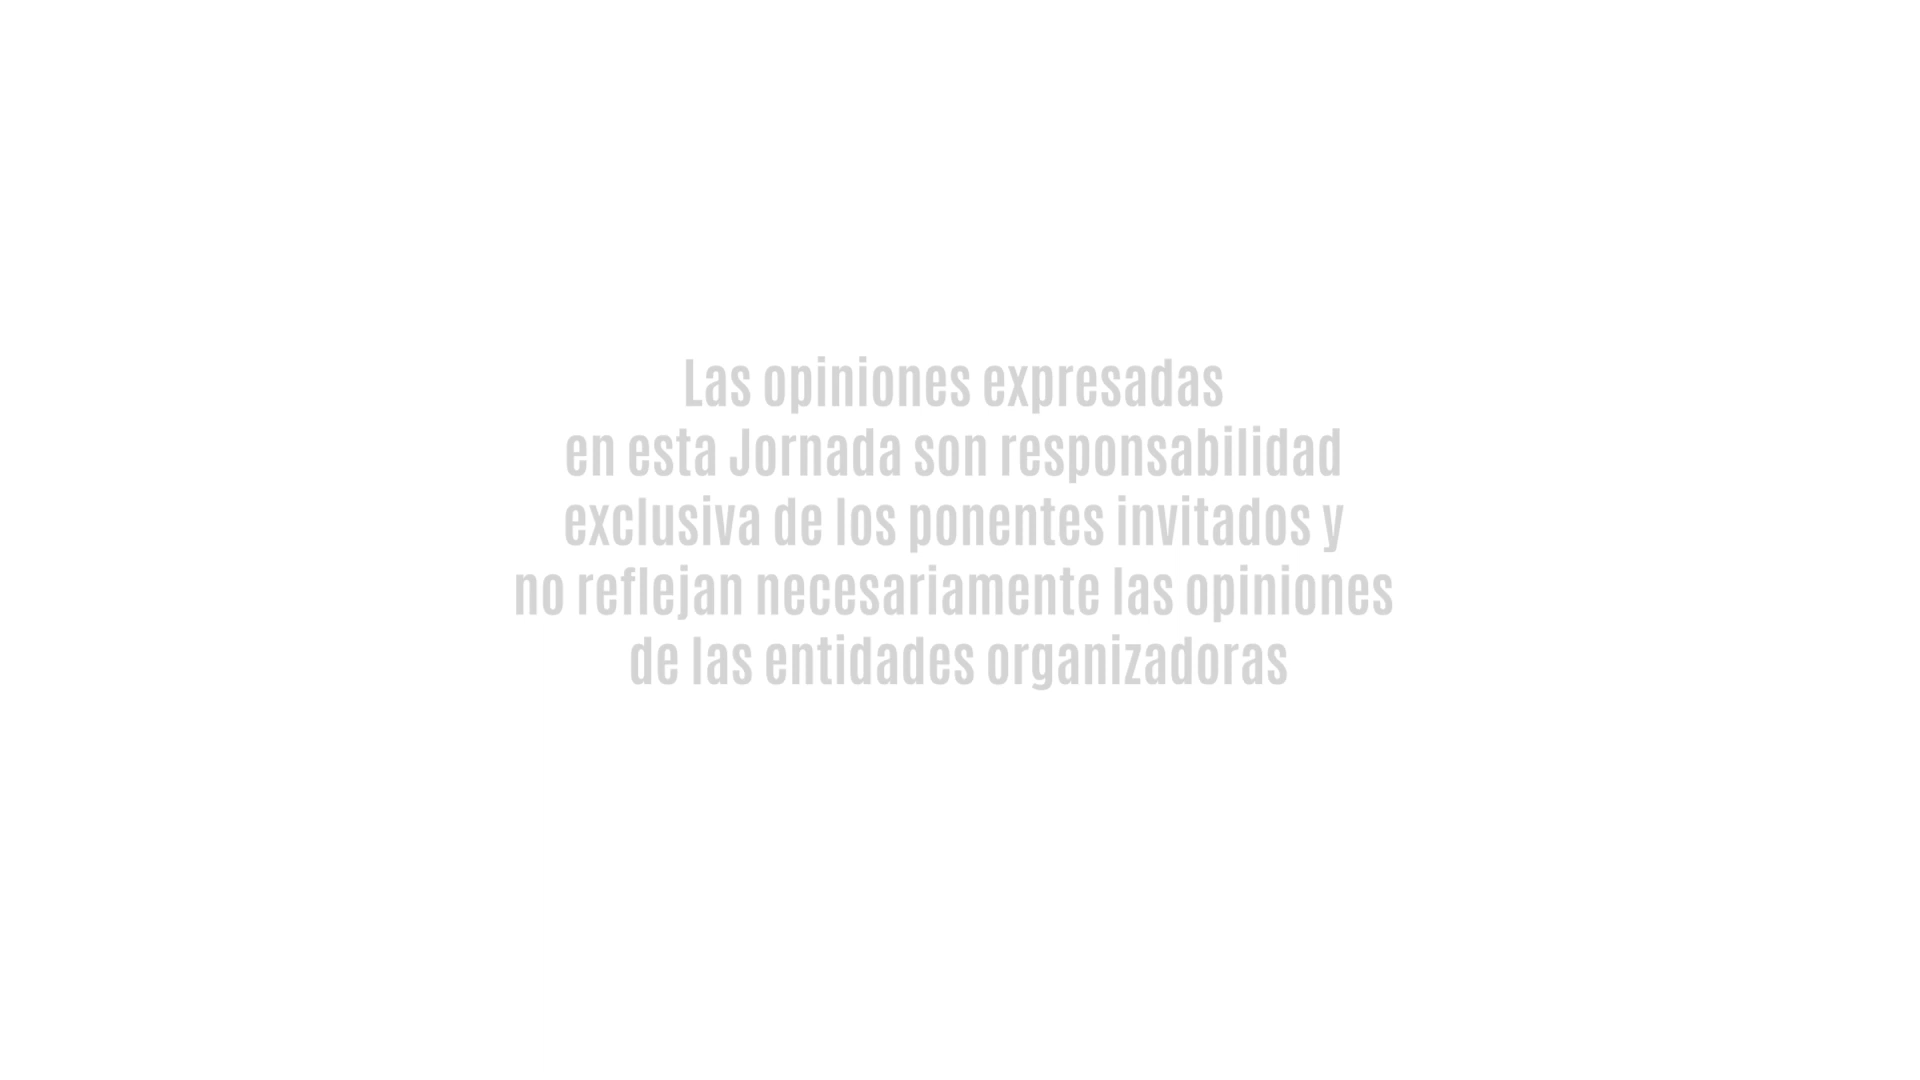 Las opiniones expresadas
en esta Jornada son responsabilidad
exclusiva de los ponentes invitados y
no reflejan necesariamente las opiniones
de las entidades organizadoras